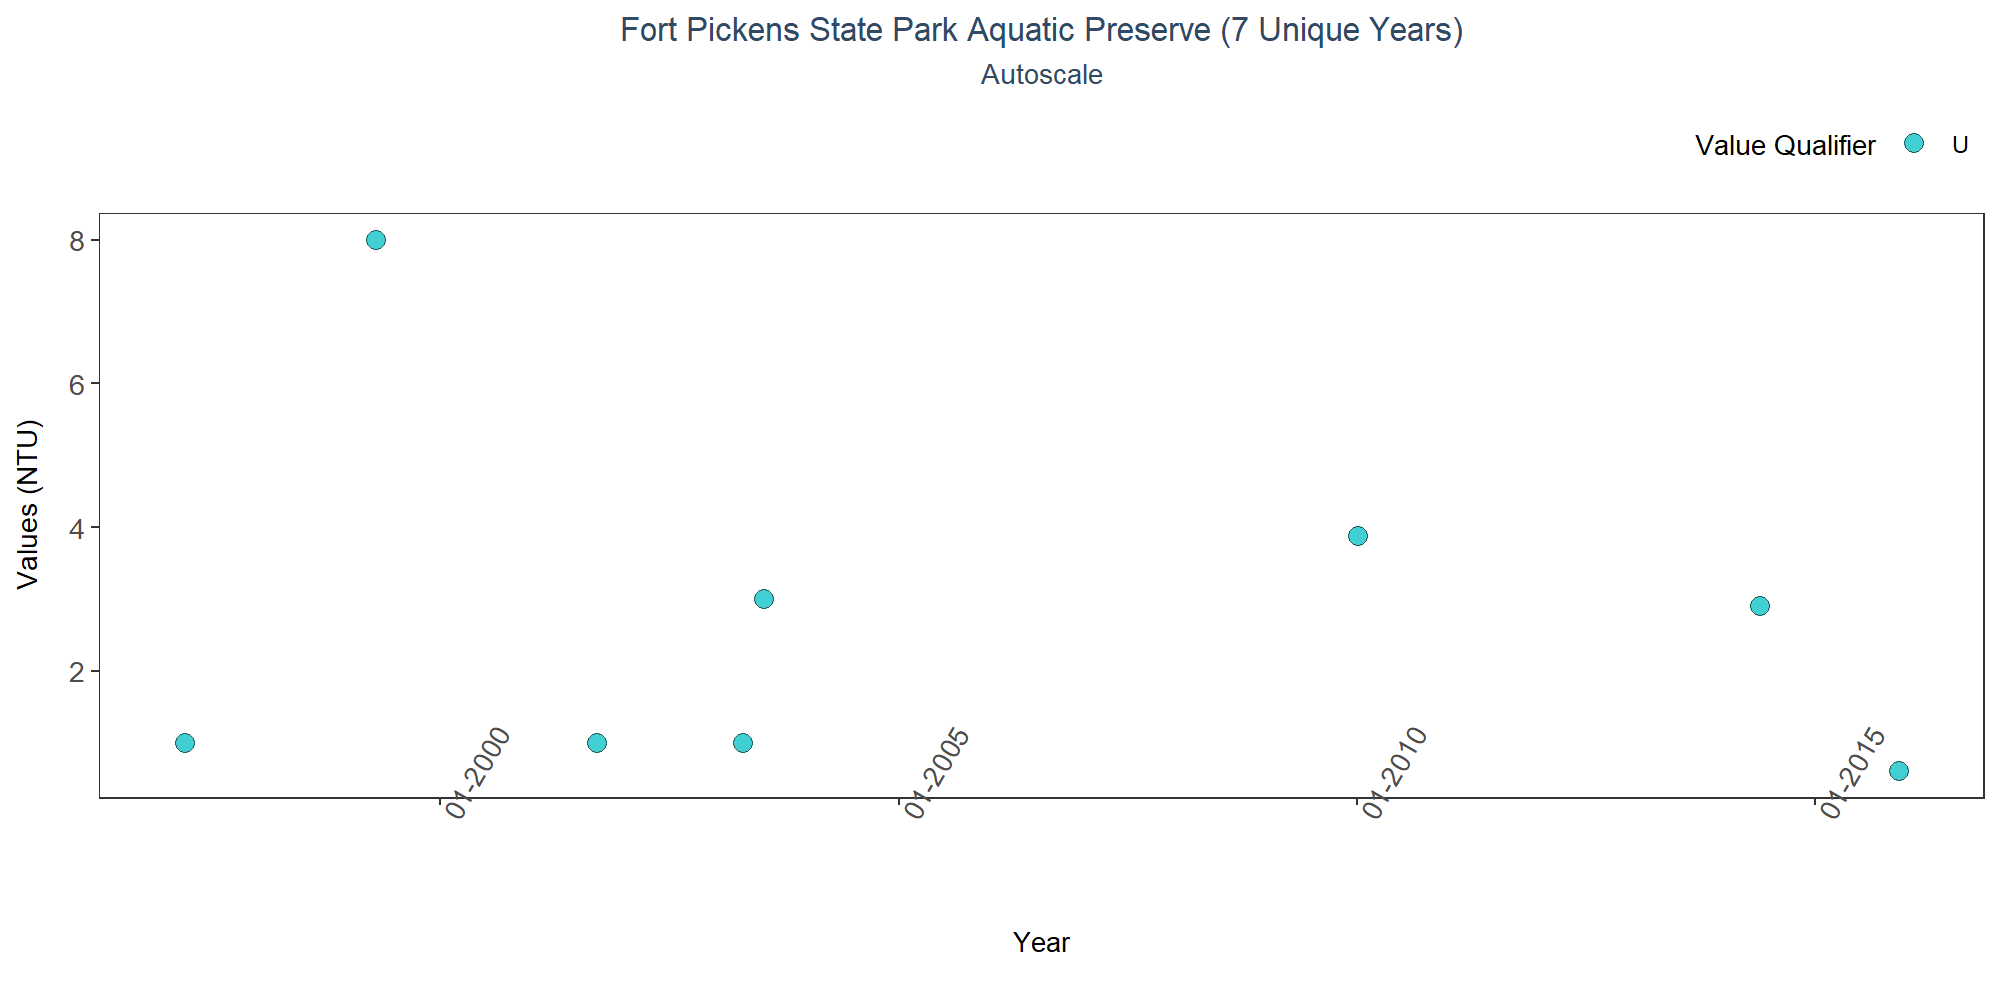 Fort Pickens State Park Aquatic Preserve (7 Unique Years)
Autoscale
Value Qualifier U
8
6
4
2
Values (NTU)
01-2000
01-2005
01-2010
01-2015
Year